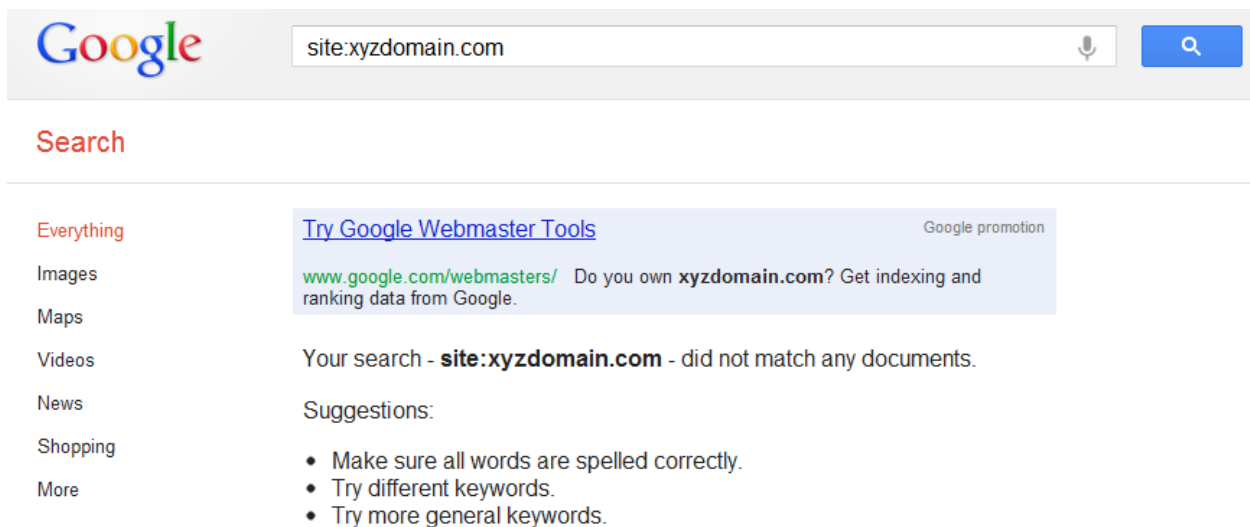 Google
site:xyzdomain.com
Search
Everything
Images
Maps
Videos
News
Shopping
More
Try Google Webmaster Tools
Google promotion
www.google.com/webmasters/ Do you own xyzdomain.com? Get indexing and
ranking data from Google.
Your search - site:xyzdomain.com - did not match any documents.
Suggestions:
• Make sure all words are spelled correctly.
• Try different keywords.
• Try more general keywords.